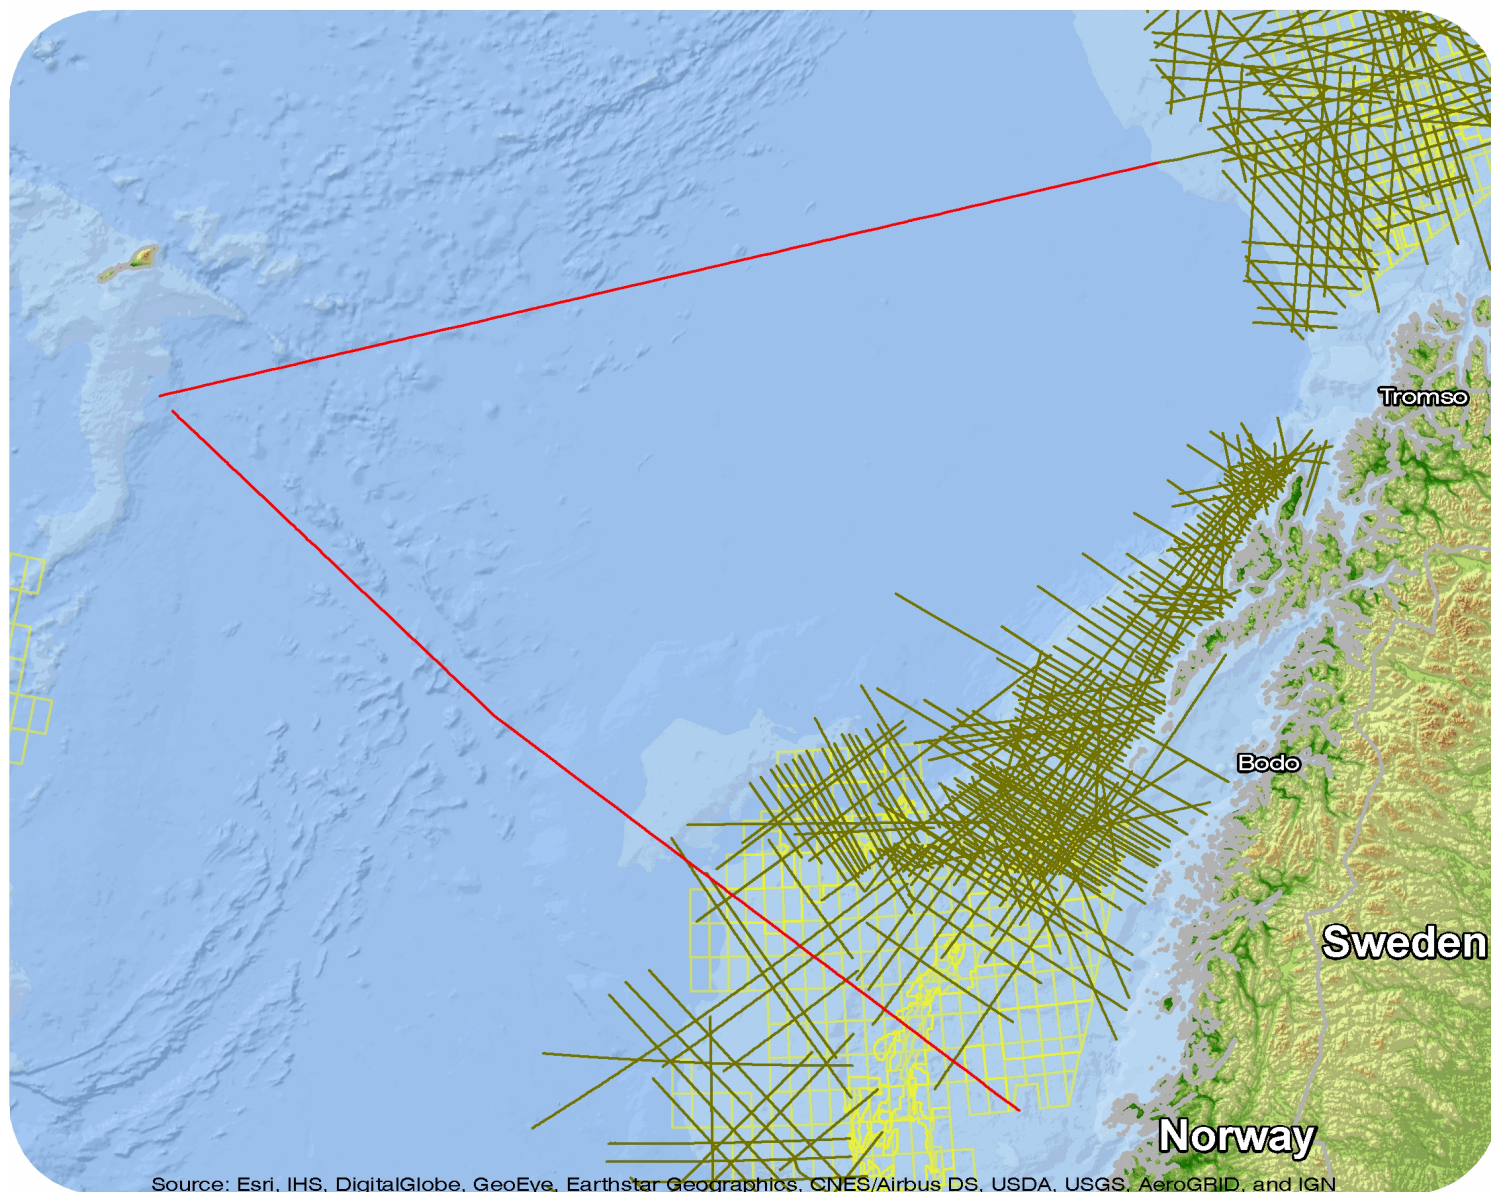 Tromso
Bodo
Sweden
Norway
Source: Esri, IHS, DigitalGlobe, GeoEye, Earthstar Geographics, CNES/Airbus DS, USDA, USGS, AeroGRID, and IGN